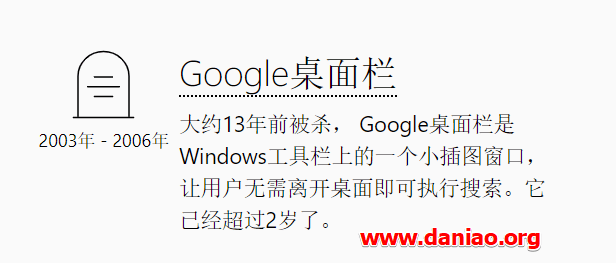 Google桌面栏
2003年 - 2006年
大约13年前被杀， Google桌面栏是
Windows工具栏上的一个小插图窗口，
让用户无需离开桌面即可执行搜索。它
已经超过2岁了。
www.daniao.org